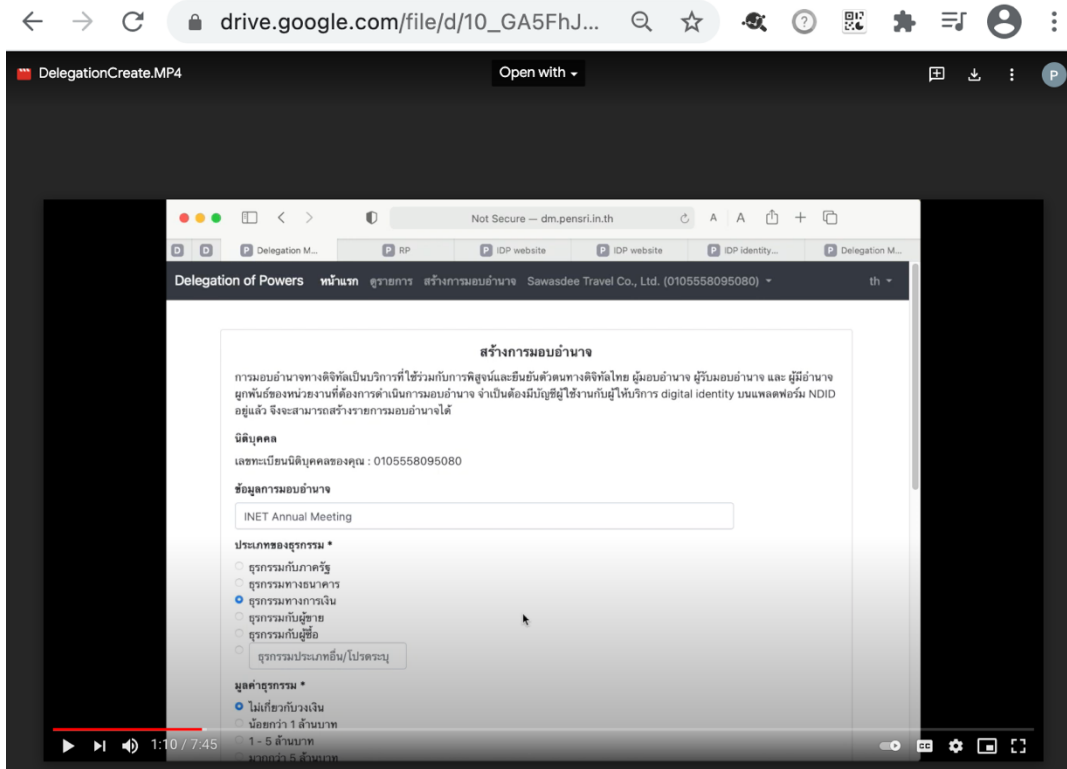 drive.google.com/file/d/10_GA5FhJ...
DelegationCreate.MP4
Open with
P
Not Secure — dm.pensri.in.th
A A
D D P Delegation M... P RP P IDP website P IDP website P IDP identity... P Delegation M...
Delegation of Powers หน้าแรก ดูรายการ สร้างการมอบอำนาจ Sawasdee Travel Co., Ltd. (0105558095080) th
สร้างการมอบอำนาจ
การมอบอำนาจทางดิจิทัลเป็นบริการที่ใช้ร่วมกับการพิสูจน์และยืนยันตัวตนทางดิจิทัลไทย ผู้มอบอำนาจ ผู้รับมอบอำนาจ และ ผู้มีอำนาจ
ผูกพันธ์ของหน่วยงานที่ต้องการดำเนินการมอบอำนาจ จำเป็นต้องมีบัญชีผู้ใช้งานกับผู้ให้บริการ digital identity บนแพลตฟอร์ม NDID
อยู่แล้ว จึงจะสามารถสร้างรายการมอบอำนาจได้
นิติบุคคล
เลขทะเบียนนิติบุคคลของคุณ : 0105558095080
ข้อมูลการมอบอำนาจ
INET Annual Meeting
ประเภทของธุรกรรม *
ธุรกรรมกับภาครัฐ
ธุรกรรมทางธนาคาร
ธุรกรรมทางการเงิน
ธุรกรรมกับผู้ขาย
ธุรกรรมกับผู้ซื้อ
ธุรกรรมประเภทอื่น/โปรดระบุ
มูลค่าธุรกรรม *
ไม่เกี่ยวกับวงเงิน
น้อยกว่า 1 ล้านบาท
1 - 5 ล้านบาท
มากกว่า 5 ล้านบาท
1:10 / 7:45
CC